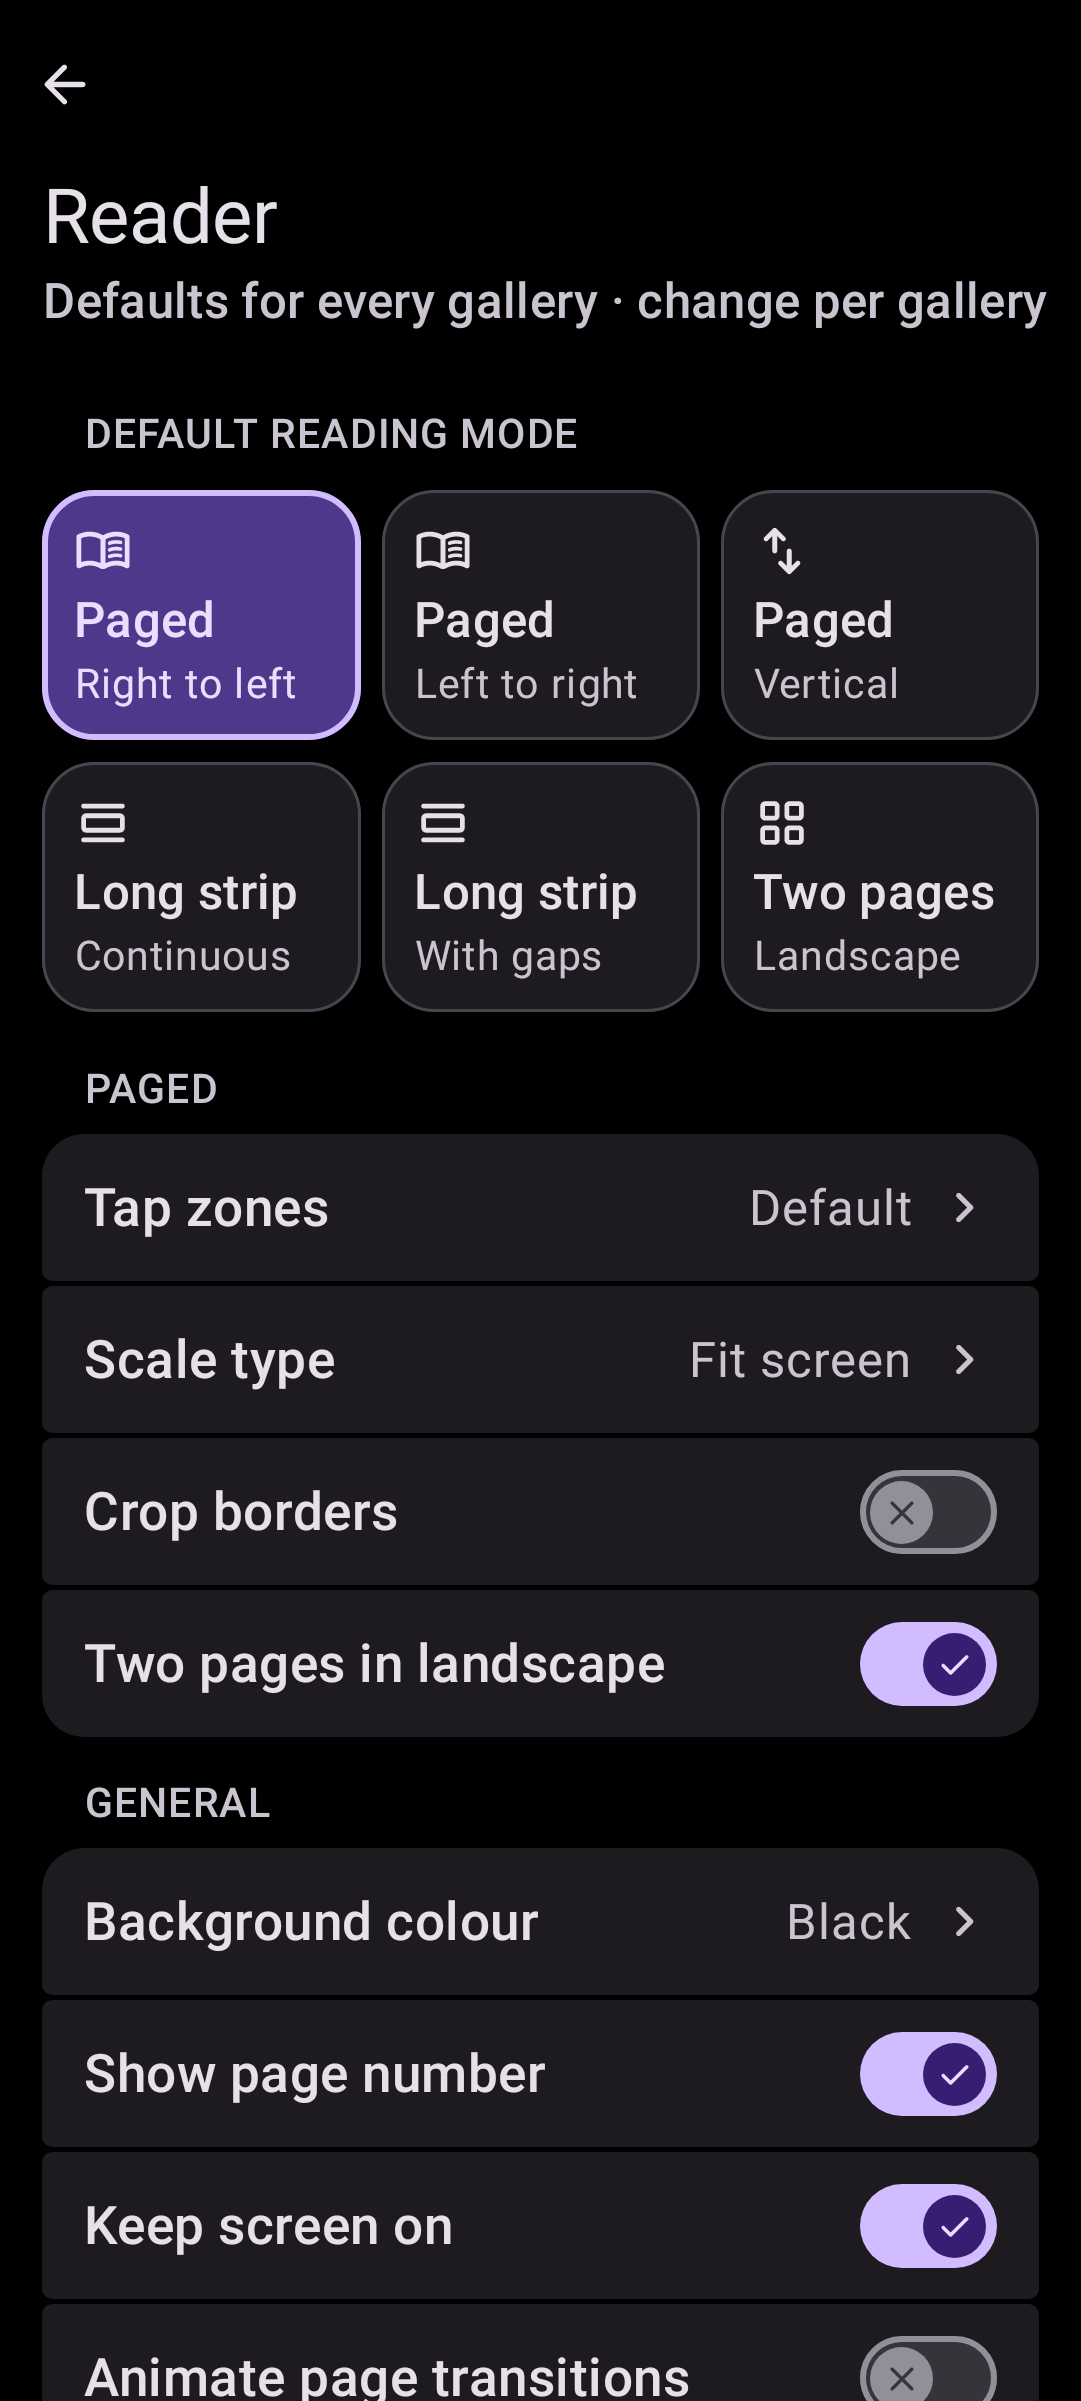 Reader
Defaults for every gallery · change per gallery
DEFAULT READING MODE
Paged
Right to left
Paged
Left to right
Paged
Vertical
Long strip
Continuous
Long strip
With gaps
Two pages
Landscape
PAGED
Tap zones
Default
Scale type
Fit screen
Crop borders
Two pages in landscape
GENERAL
Background colour
Black
Show page number
Keep screen on
Animate page transitions